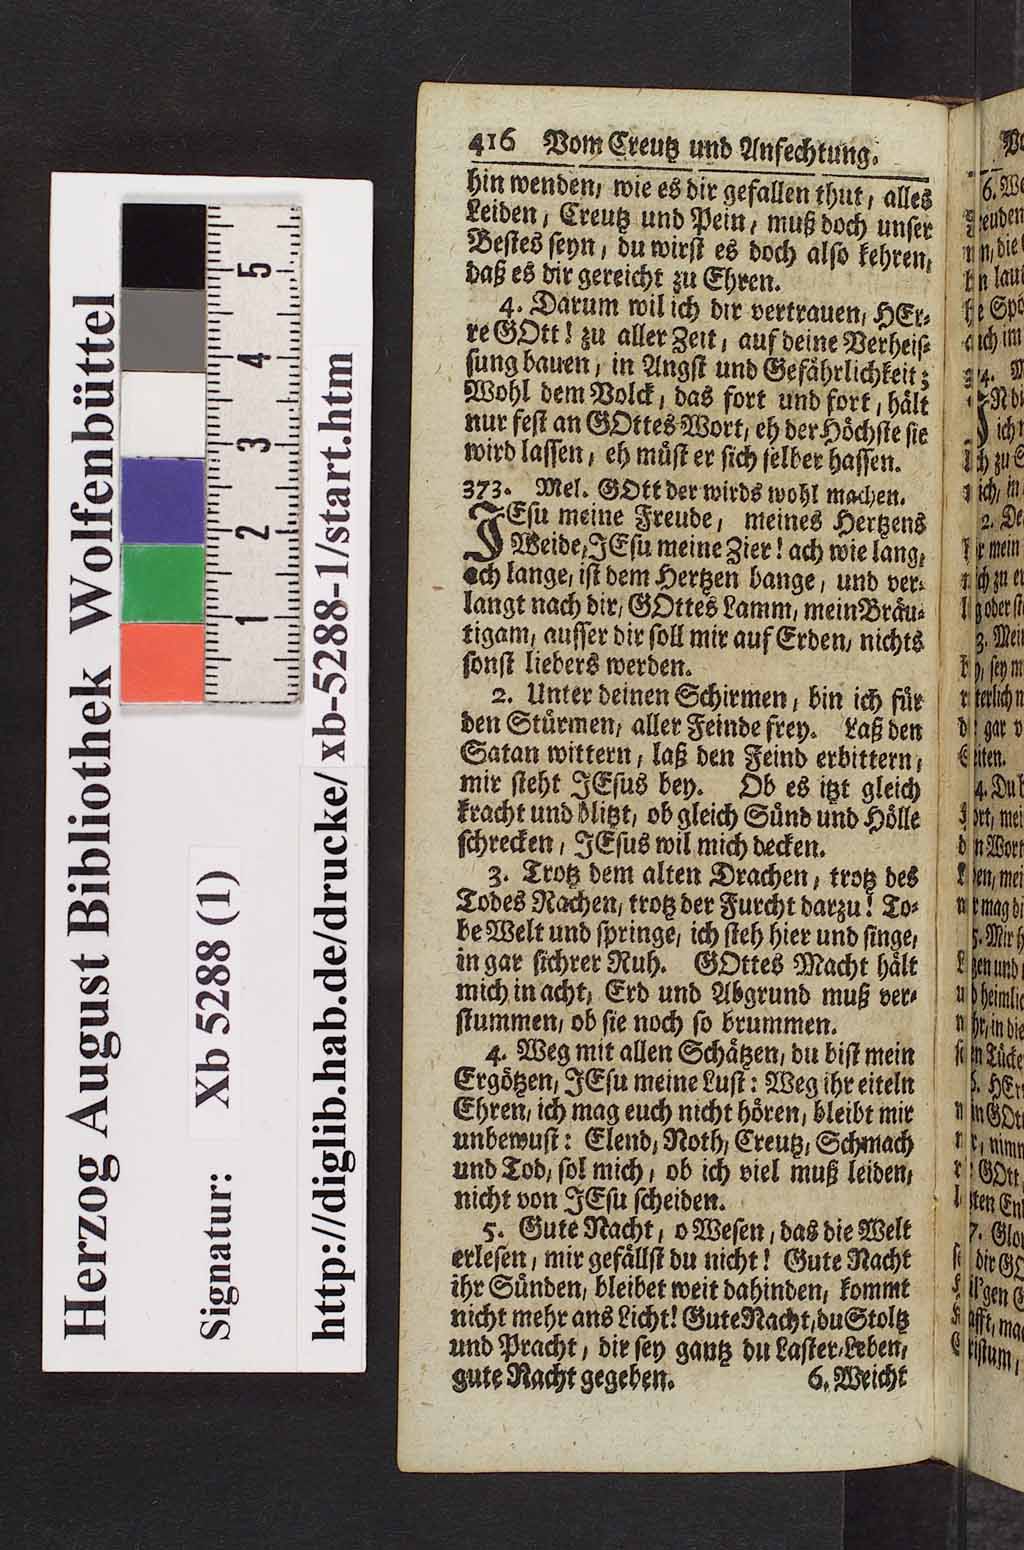 Herzog August Bibliothek Wolfenbüttel
Signatur: Xb 5288 (1)
http://diglib.hab.de/drucke/xb-5288-1/start.htm
1 2 3 4 5
416 Vom Creutz und Anfechtung.
hin wenden, wie es dir gefallen thut, alles
Leiden, Creutz und Pein, muß doch unser
Bestes seyn, du wirst es doch also kehren,
daß es dir gereicht zu Ehren.
4. Darum wil ich dir vertrauen, HEr-
re GOtt! zu aller Zeit, auf deine Verheis-
sung bauen, in Angst und Gefährlichkeit;
Wohl dem Volck, das fort und fort, hält
nur fest an GOttes Wort, eh der Höchste sie
wird lassen, eh müst er sich selber hassen.
373. Mel. GOtt der wirds wohl machen.
JEsu meine Freude, meines Hertzens
Weide, JEsu meine Zier! ach wie lang,
ach lange, ist dem Hertzen bange, und ver-
langt nach dir, GOttes Lamm, mein Bräu-
tigam, ausser dir soll mir auf Erden, nichts
sonst liebers werden.
2. Unter deinen Schirmen, bin ich für
den Stürmen, aller Feinde frey. Laß den
Satan wittern, laß den Feind erbittern,
mir steht JEsus bey. Ob es itzt gleich
kracht und blitzt, ob gleich Sünd und Hölle
schrecken, JEsus wil mich decken.
3. Trotz dem alten Drachen, trotz des
Todes Rachen, trotz der Furcht darzu! To-
be Welt und springe, ich steh hier und singe,
in gar sichrer Ruh. GOttes Macht hält
mich in acht, Erd und Abgrund muß ver-
stummen, ob sie noch so brummen.
4. Weg mit allen Schätzen, du bist mein
Ergötzen, JEsu meine Lust: Weg ihr eiteln
Ehren, ich mag euch nicht hören, bleibt mir
unbewust: Elend, Noth, Creutz, Schmach
und Tod, sol mich, ob ich viel muß leiden,
nicht von JEsu scheiden.
5. Gute Nacht, o Wesen, das die Welt
erlesen, mir gefällst du nicht! Gute Nacht
ihr Sünden, bleibet weit dahinden, kommt
nicht mehr ans Licht! Gute Nacht, du Stoltz
und Pracht, dir sey gantz du Laster-Leben,
gute Nacht gegeben. 6. Weicht